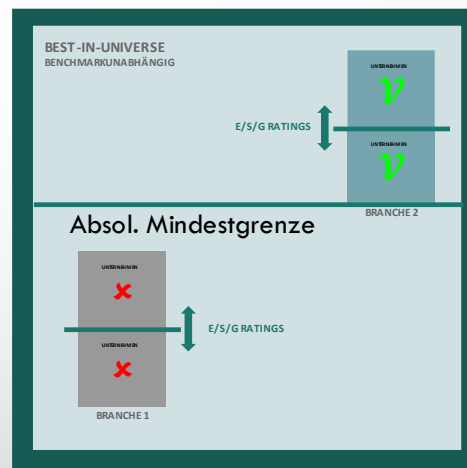 BEST-IN-UNIVERSE
BENCHMARKUNABHÄNGIG
UNTERNEHMEN
E/S/G RATINGS
UNTERNEHMEN
BRANCHE 2
Absol. Mindestgrenze
UNTERNEHMEN
E/S/G RATINGS
UNTERNEHMEN
BRANCHE 1